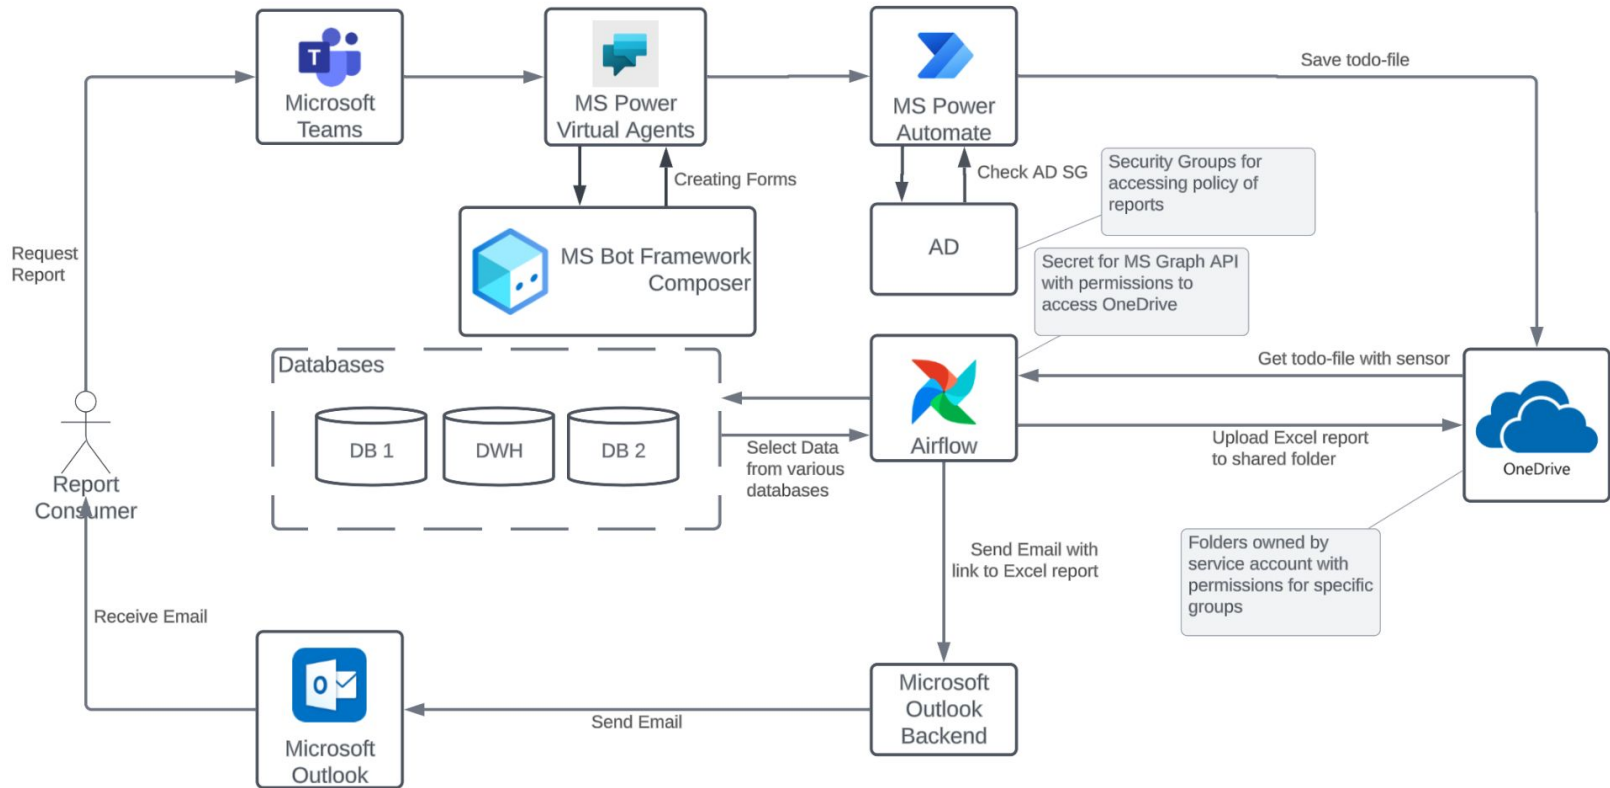 T
Microsoft
Teams
MS Power
Virtual Agents
MS Power
Automate
Save todo-file
Creating Forms
Check AD SG
Security Groups for
accessing policy of
reports
Request
Report
MS Bot Framework
Composer
AD
Secret for MS Graph API
with permissions to
access OneDrive
Databases
DB 1
DWH
DB 2
Select Data
from various
databases
Airflow
Get todo-file with sensor
Upload Excel report
to shared folder
OneDrive
Report
Consumer
Send Email with
link to Excel report
Folders owned by
service account with
permissions for specific
groups
Receive Email
O
Microsoft
Outlook
Send Email
Microsoft
Outlook
Backend